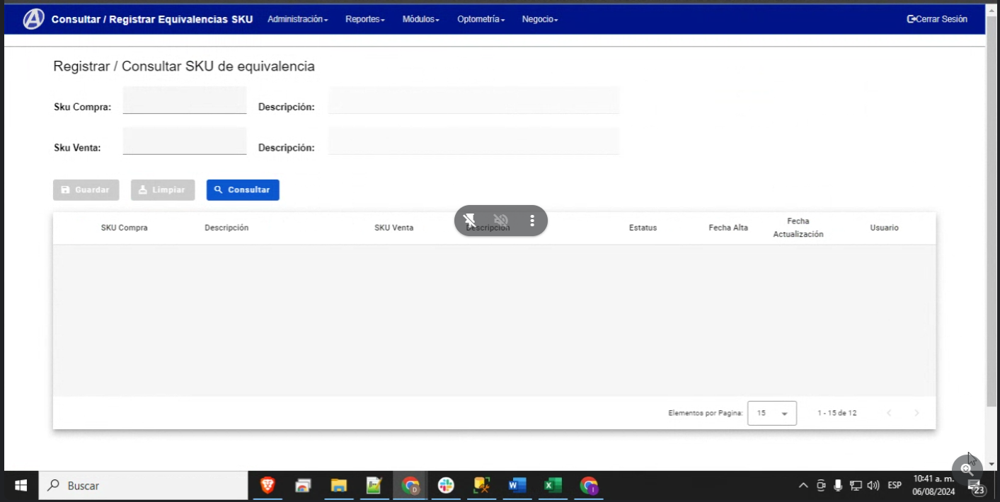 Consultar / Registrar Equivalencias SKU Administración Reportes Módulos Optometría Negocio Cerrar Sesión
Registrar / Consultar SKU de equivalencia
Sku Compra: Descripción:
Sku Venta: Descripción:
Guardar Limpiar Consultar
SKU Compra Descripción SKU Venta Descripción Estatus Fecha Alta Fecha Actualización Usuario
Elementos por Pagina: 15 1 - 15 de 12
Buscar
ESP
10:41 a. m.
06/08/2024
23